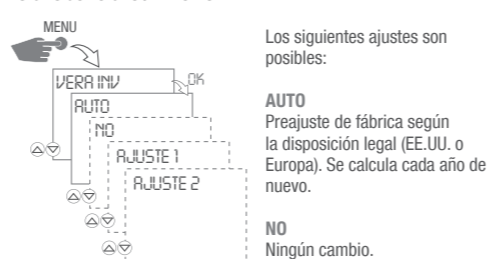 MENU
VERA INV
OK
AUTO
NO
AJUSTE 1
AJUSTE 2
Los siguientes ajustes son
posibles:
AUTO
Preajuste de fábrica según
la disposición legal (EE.UU. o
Europa). Se calcula cada año de
nuevo.
NO
Ningún cambio.